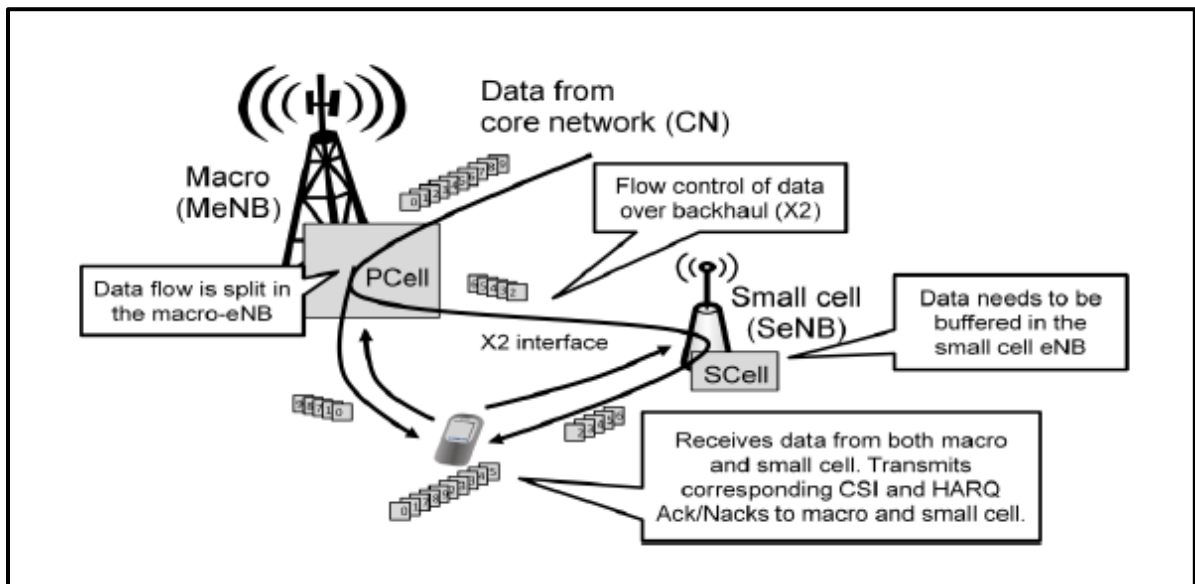 Data from
core network (CN)
Macro
(MeNB)
Flow control of data
over backhaul (X2)
PCell
Data flow is split in
the macro-eNB
Small cell
(SeNB)
Data needs to be
buffered in the
small cell eNB
X2 interface
SCell
Receives data from both macro
and small cell. Transmits
corresponding CSI and HARQ
Ack/Nacks to macro and small cell.